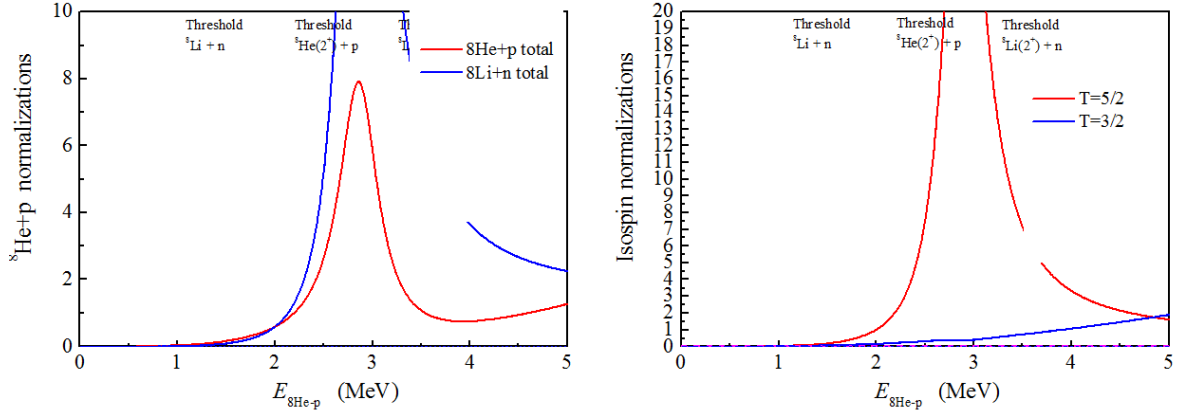 10
8
6
4
2
0
⁸He+p normalizations
Threshold
⁸Li + n
Threshold
⁸He(2⁺) + p
8He+p total
8Li+n total
0 1 2 3 4 5
E8He-p (MeV)
20
19
18
17
16
15
14
13
12
11
10
9
8
7
6
5
4
3
2
1
0
Isospin normalizations
Threshold
⁸Li + n
Threshold
⁸He(2⁺) + p
Threshold
⁸Li(2⁺) + n
T=5/2
T=3/2
0 1 2 3 4 5
E8He-p (MeV)